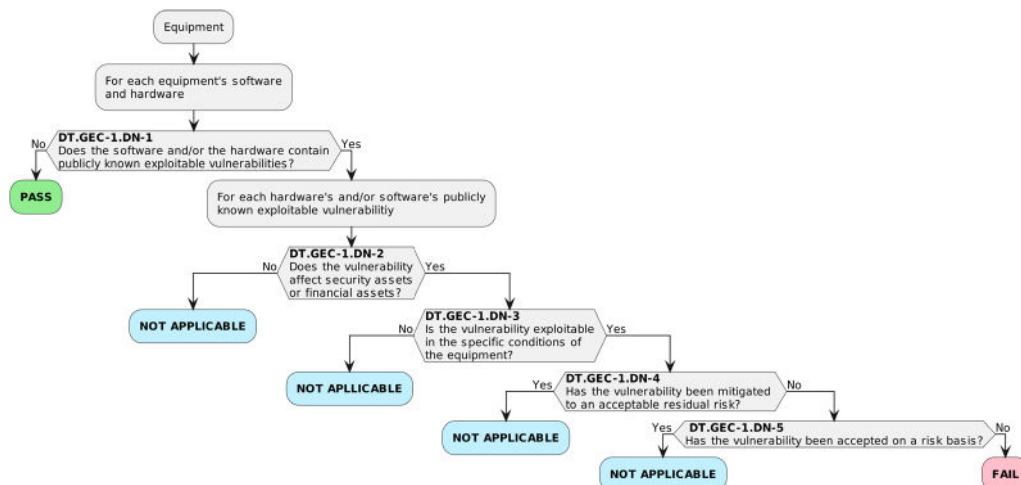 Equipment
For each equipment's software
and hardware
DT.GEC-1.DN-1
No
Does the software and/or the hardware contain
publicly known exploitable vulnerabilities?
Yes
PASS
For each hardware's and/or software's publicly
known exploitable vulnerabilitiy
DT.GEC-1.DN-2
No
Does the vulnerability
affect security assets
or financial assets?
Yes
NOT APPLICABLE
DT.GEC-1.DN-3
No
Is the vulnerability exploitable
in the specific conditions of
the equipment?
Yes
NOT APLLICABLE
DT.GEC-1.DN-4
Yes
Has the vulnerability been mitigated
to an acceptable residual risk?
No
NOT APPLICABLE
DT.GEC-1.DN-5
Yes
Has the vulnerability been accepted on a risk basis?
No
NOT APPLICABLE
FAIL